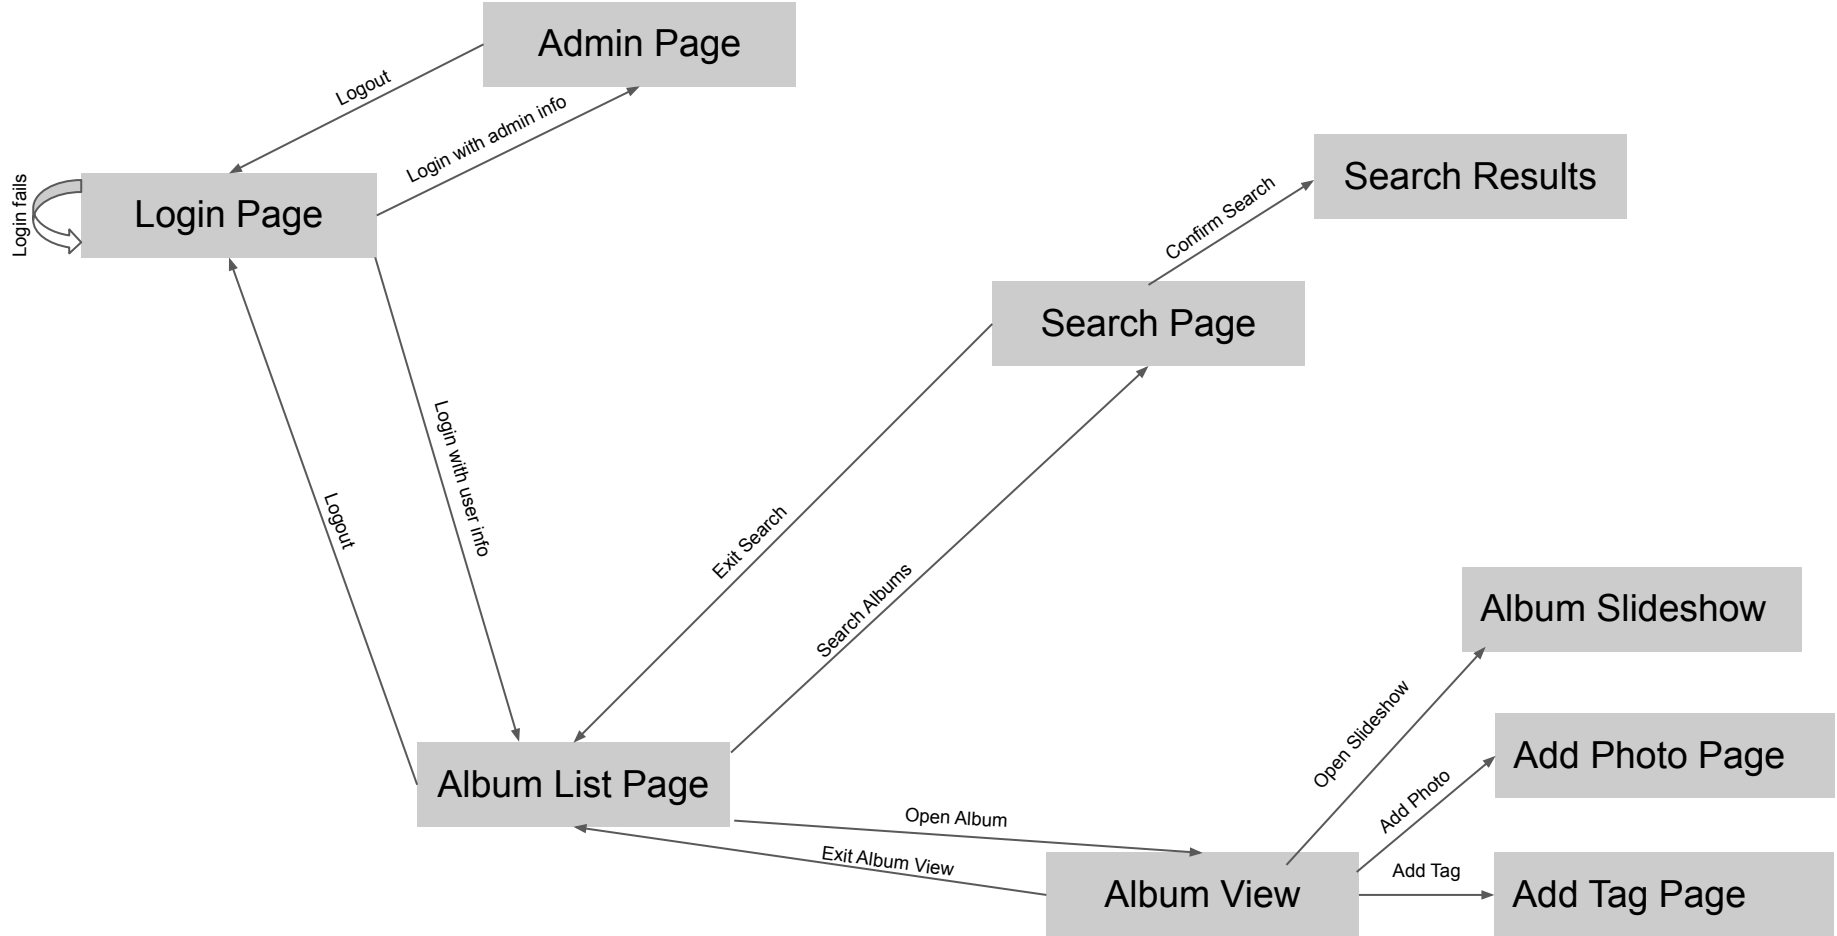 Admin Page
Logout
Login with admin info
Search Results
Login fails
Login Page
Confirm Search
Search Page
Login with user info
Logout
Exit Search
Search Albums
Album Slideshow
Open Slideshow
Add Photo Page
Album List Page
Add Photo
Open Album
Exit Album View
Add Tag
Album View
Add Tag Page